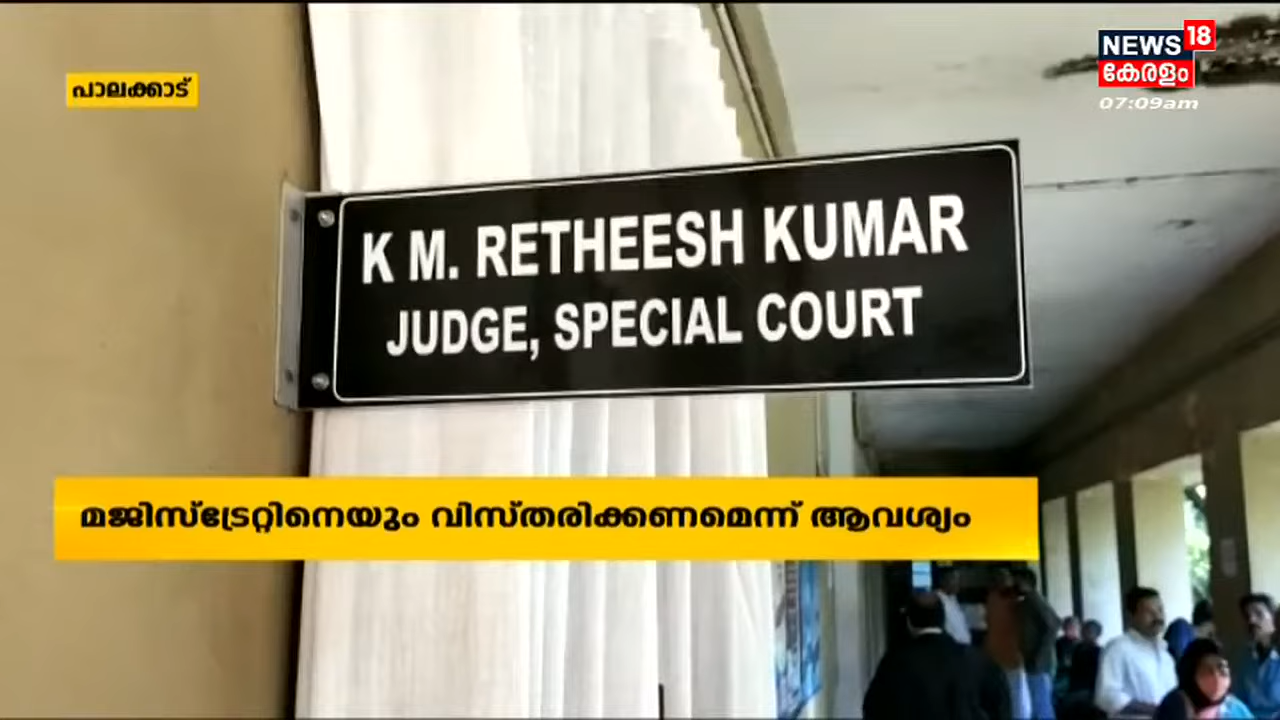 പാലക്കാട്
NEWS 18
കേരളം
07:09am
K M. RETHEESH KUMAR
JUDGE, SPECIAL COURT
മജിസ്ട്രേറ്റിനെയും വിസ്തരിക്കണമെന്ന് ആവശ്യം